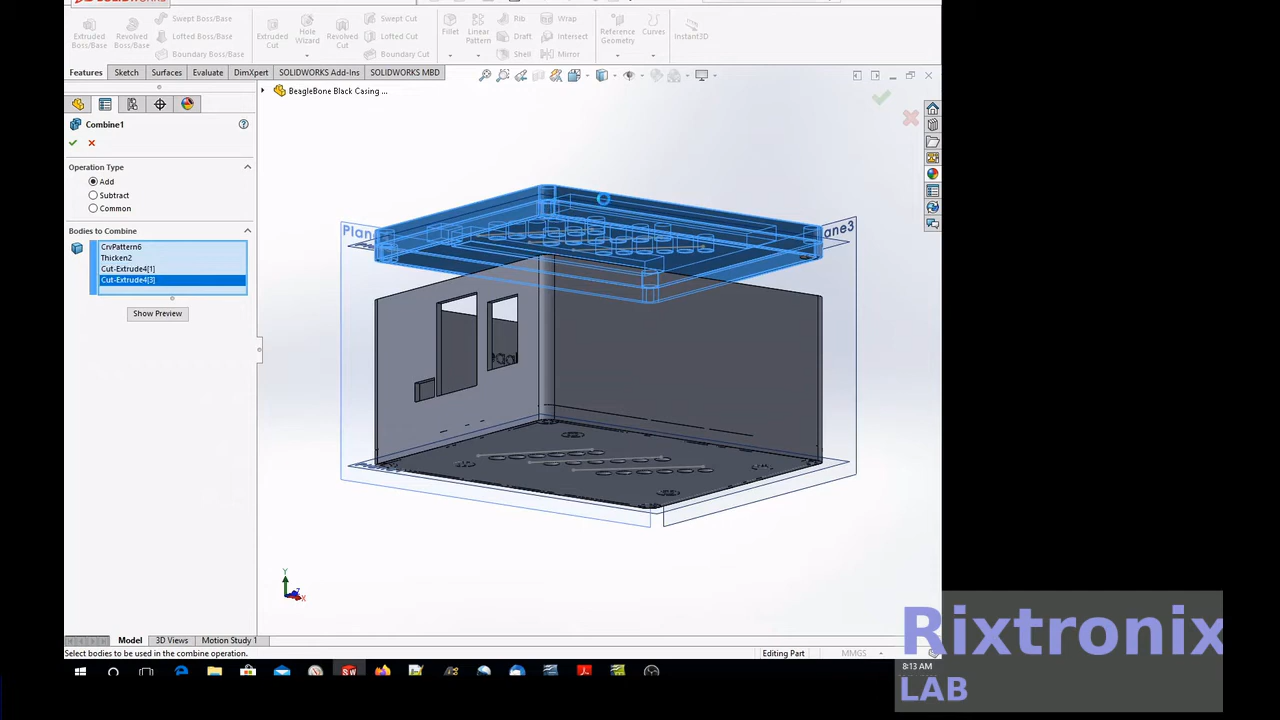 Swept Boss/Base
Rib
Wrap
Swept Cut
Extruded Boss/Base
Revolved Boss/Base
Lofted Boss/Base
Extruded Cut
Hole Wizard
Revolved Cut
Lofted Cut
Fillet
Linear Pattern
Draft
Intersect
Reference Geometry
Curves
Instant3D
Boundary Boss/Base
Boundary Cut
Shell
Mirror
Features Sketch Surfaces Evaluate DimXpert SOLIDWORKS Add-Ins SOLIDWORKS MBD
BeagleBone Black Casing ...
Combine1
Operation Type
Add
Subtract
Common
Bodies to Combine
CrvPattern6
Thicken2
Cut-Extrude4[1]
Cut-Extrude4[3]
Show Preview
Plan
ane3
Y
Z
X
Model 3D Views Motion Study 1
Select bodies to be used in the combine operation.
Editing Part
MMGS
8:13 AM
Rixtronix
LAB